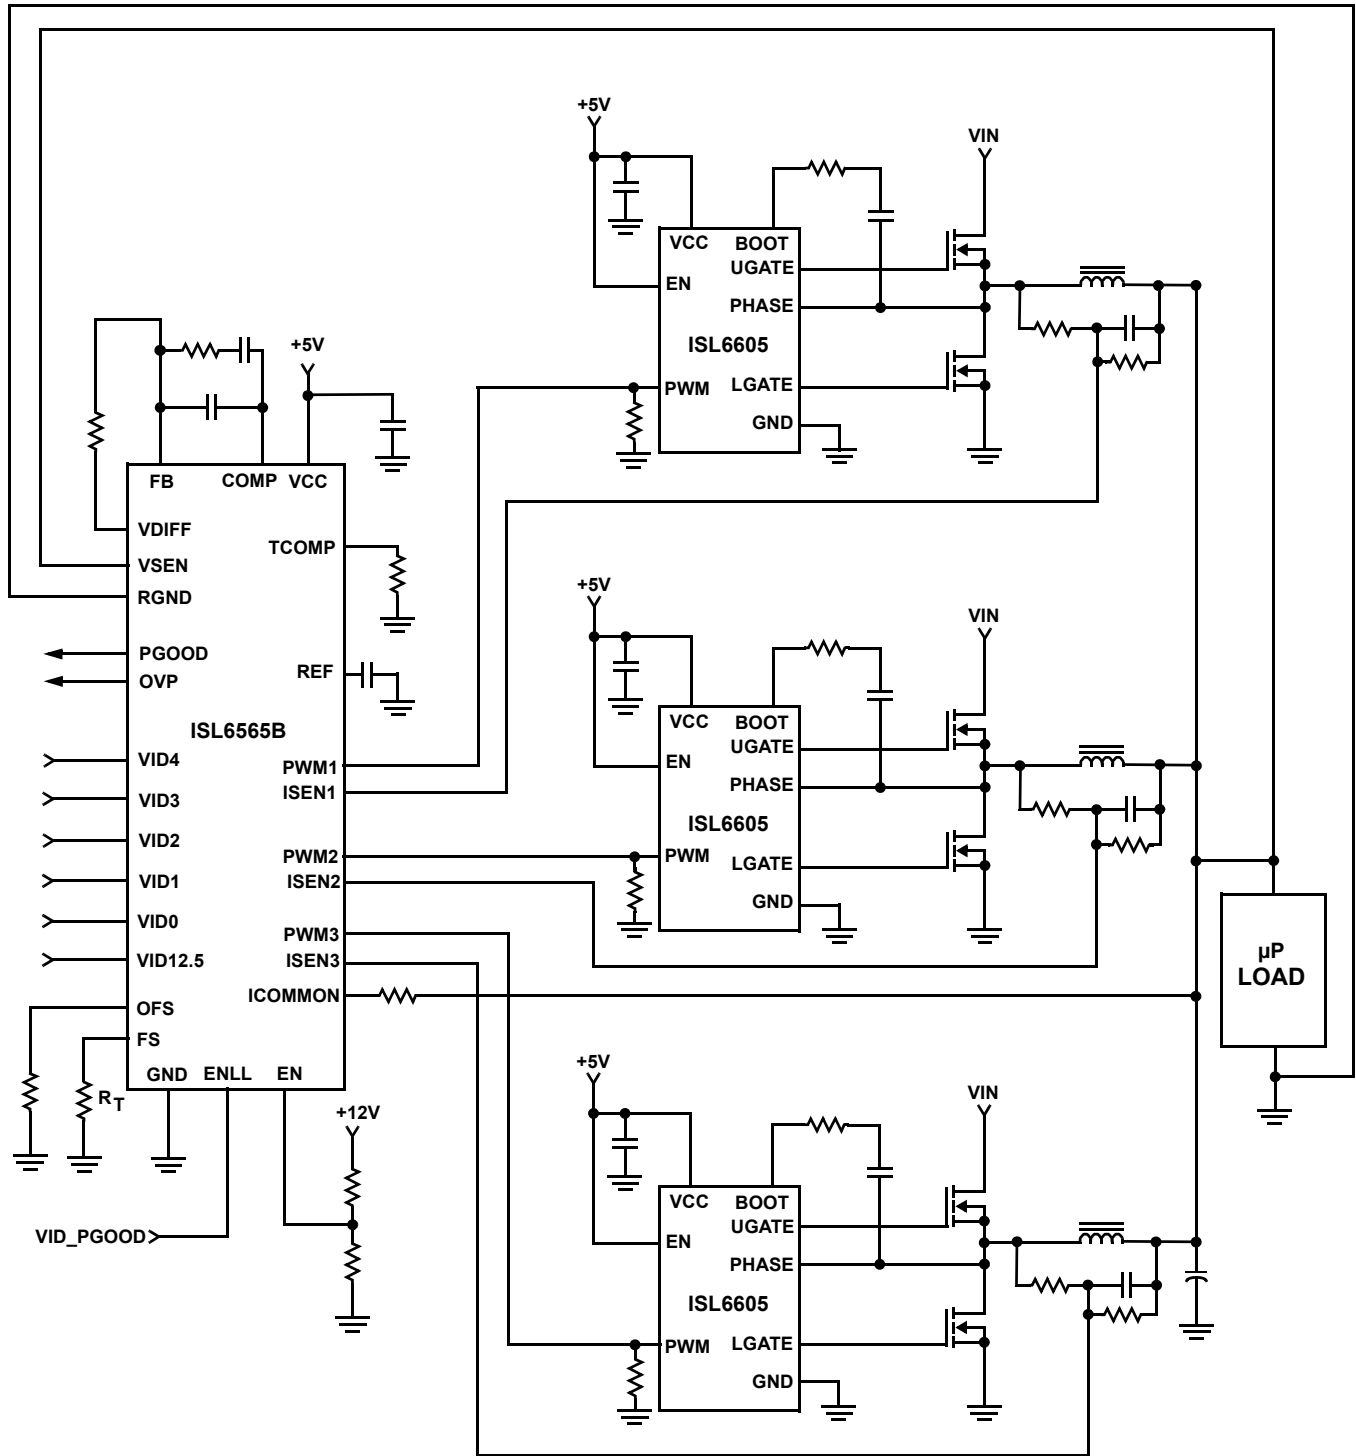 +5V
VIN
VCC
BOOT
UGATE
EN
PHASE
ISL6605
PWM
LGATE
GND
+5V
FB
COMP
VCC
VDIFF
TCOMP
VSEN
RGND
PGOOD
REF
OVP
ISL6565B
VID4
PWM1
ISEN1
VID3
VID2
PWM2
VID1
ISEN2
VID0
PWM3
VID12.5
ISEN3
ICOMMON
OFS
FS
GND
ENLL
EN
RT
+12V
VID_PGOOD
+5V
VIN
VCC
BOOT
UGATE
EN
PHASE
ISL6605
PWM
LGATE
GND
µP
LOAD
+5V
VIN
VCC
BOOT
UGATE
EN
PHASE
ISL6605
PWM
LGATE
GND